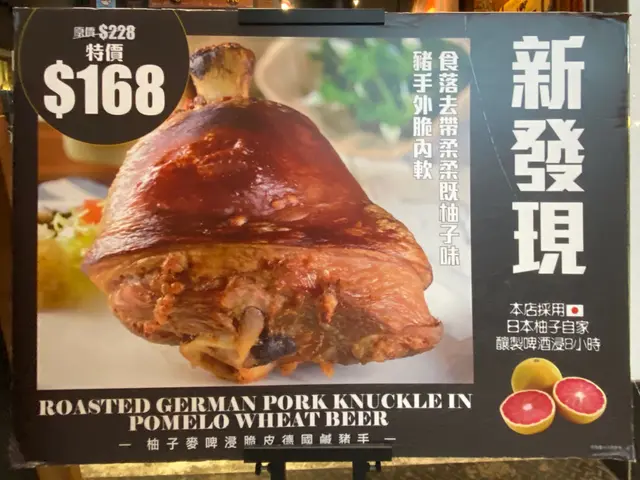 原價 $228
特價
$168
新發現
豬手外脆內軟
食落去帶柔柔既柚子味
本店採用
日本柚子自家
釀製啤酒浸8小時
ROASTED GERMAN PORK KNUCKLE IN
POMELO WHEAT BEER
— 柚子麥啤浸脆皮德國鹹豬手 —